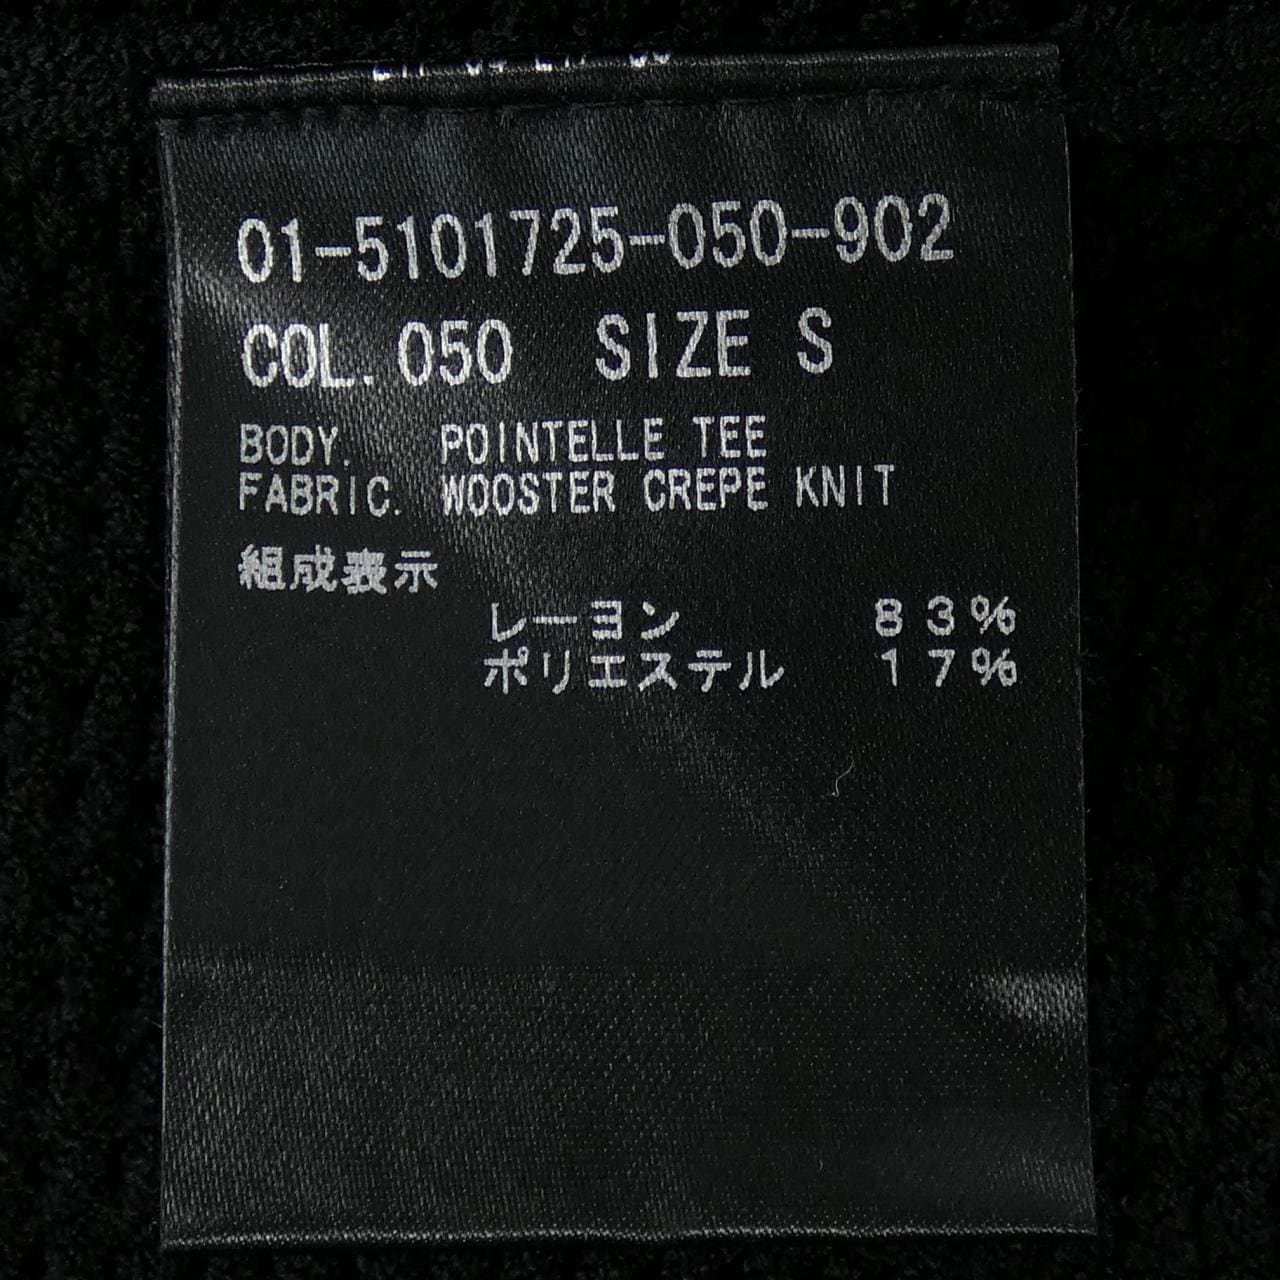 01-5101725-050-902
COL. 050 SIZE S
BODY. POINTELLE TEE
FABRIC. WOOSTER CREPE KNIT
組成表示
レーヨン 83%
ポリエステル 17%